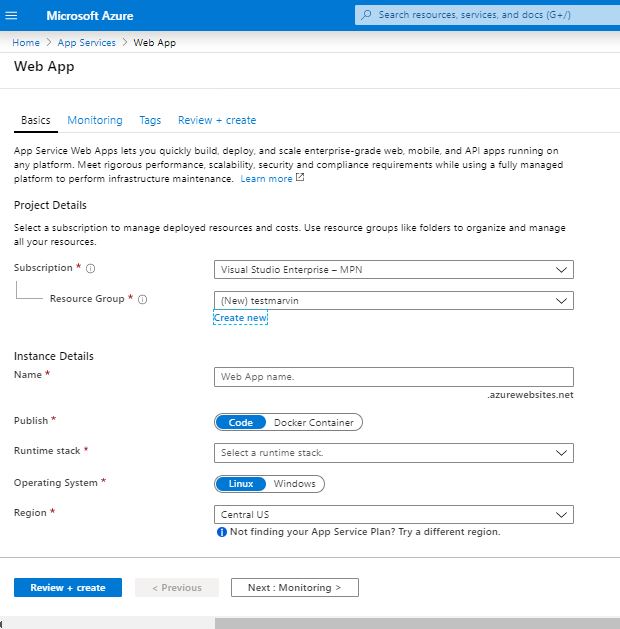 Microsoft Azure
Search resources, services, and docs (G+/)
Home > App Services > Web App
Web App
Basics Monitoring Tags Review + create
App Service Web Apps lets you quickly build, deploy, and scale enterprise-grade web, mobile, and API apps running on
any platform. Meet rigorous performance, scalability, security and compliance requirements while using a fully managed
platform to perform infrastructure maintenance. Learn more
Project Details
Select a subscription to manage deployed resources and costs. Use resource groups like folders to organize and manage
all your resources.
Subscription * Visual Studio Enterprise – MPN
Resource Group * (New) testmarvin
Create new
Instance Details
Name * Web App name.
.azurewebsites.net
Publish * Code Docker Container
Runtime stack * Select a runtime stack.
Operating System * Linux Windows
Region * Central US
Not finding your App Service Plan? Try a different region.
Review + create < Previous Next : Monitoring >